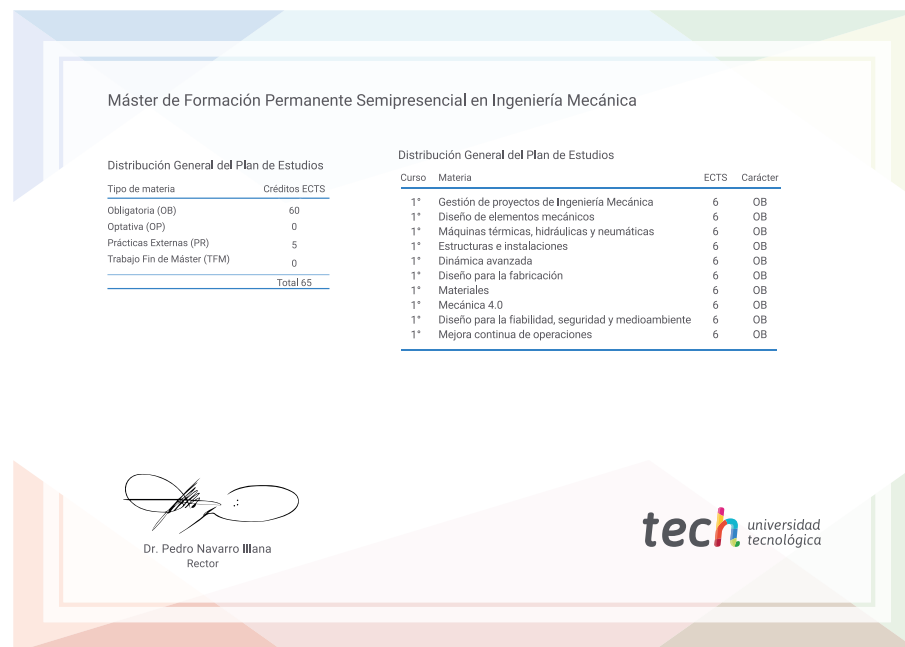 Máster de Formación Permanente Semipresencial en Ingeniería Mecánica
Distribución General del Plan de Estudios
Tipo de materia Créditos ECTS
Obligatoria (OB) 60
Optativa (OP) 0
Prácticas Externas (PR) 5
Trabajo Fin de Máster (TFM) 0
Total 65
Distribución General del Plan de Estudios
Curso Materia ECTS Carácter
1° Gestión de proyectos de Ingeniería Mecánica 6 OB
1° Diseño de elementos mecánicos 6 OB
1° Máquinas térmicas, hidráulicas y neumáticas 6 OB
1° Estructuras e instalaciones 6 OB
1° Dinámica avanzada 6 OB
1° Diseño para la fabricación 6 OB
1° Materiales 6 OB
1° Mecánica 4.0 6 OB
1° Diseño para la fiabilidad, seguridad y medioambiente 6 OB
1° Mejora continua de operaciones 6 OB
Dr. Pedro Navarro Illana
Rector
tech universidad
tecnológica